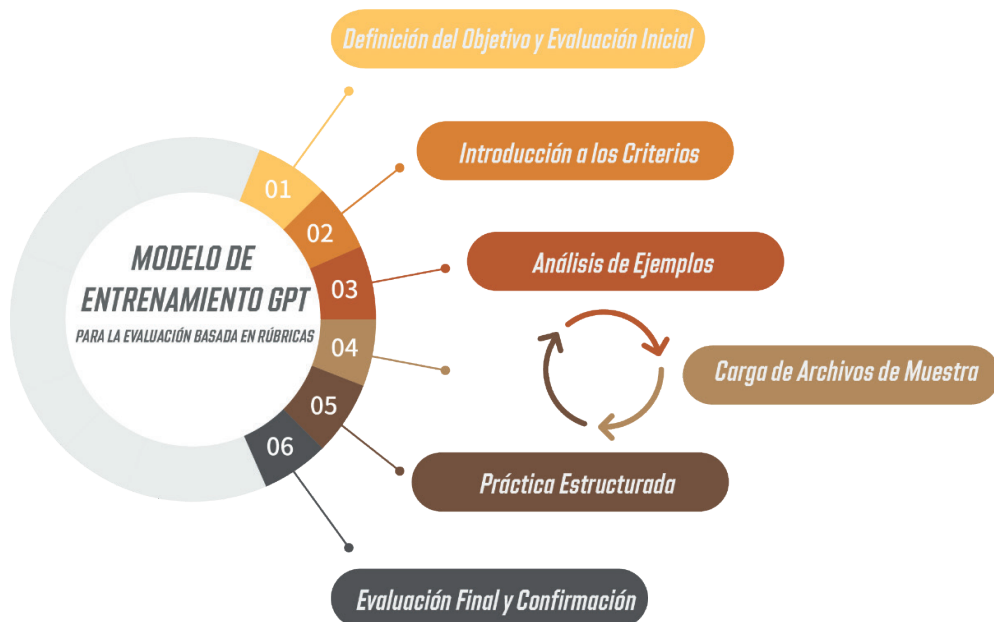 Definición del Objetivo y Evaluación Inicial
01
Introducción a los Criterios
02
MODELO DE
ENTRENAMIENTO GPT
PARA LA EVALUACIÓN BASADA EN RÚBRICAS
03
Análisis de Ejemplos
04
Carga de Archivos de Muestra
05
Práctica Estructurada
06
Evaluación Final y Confirmación